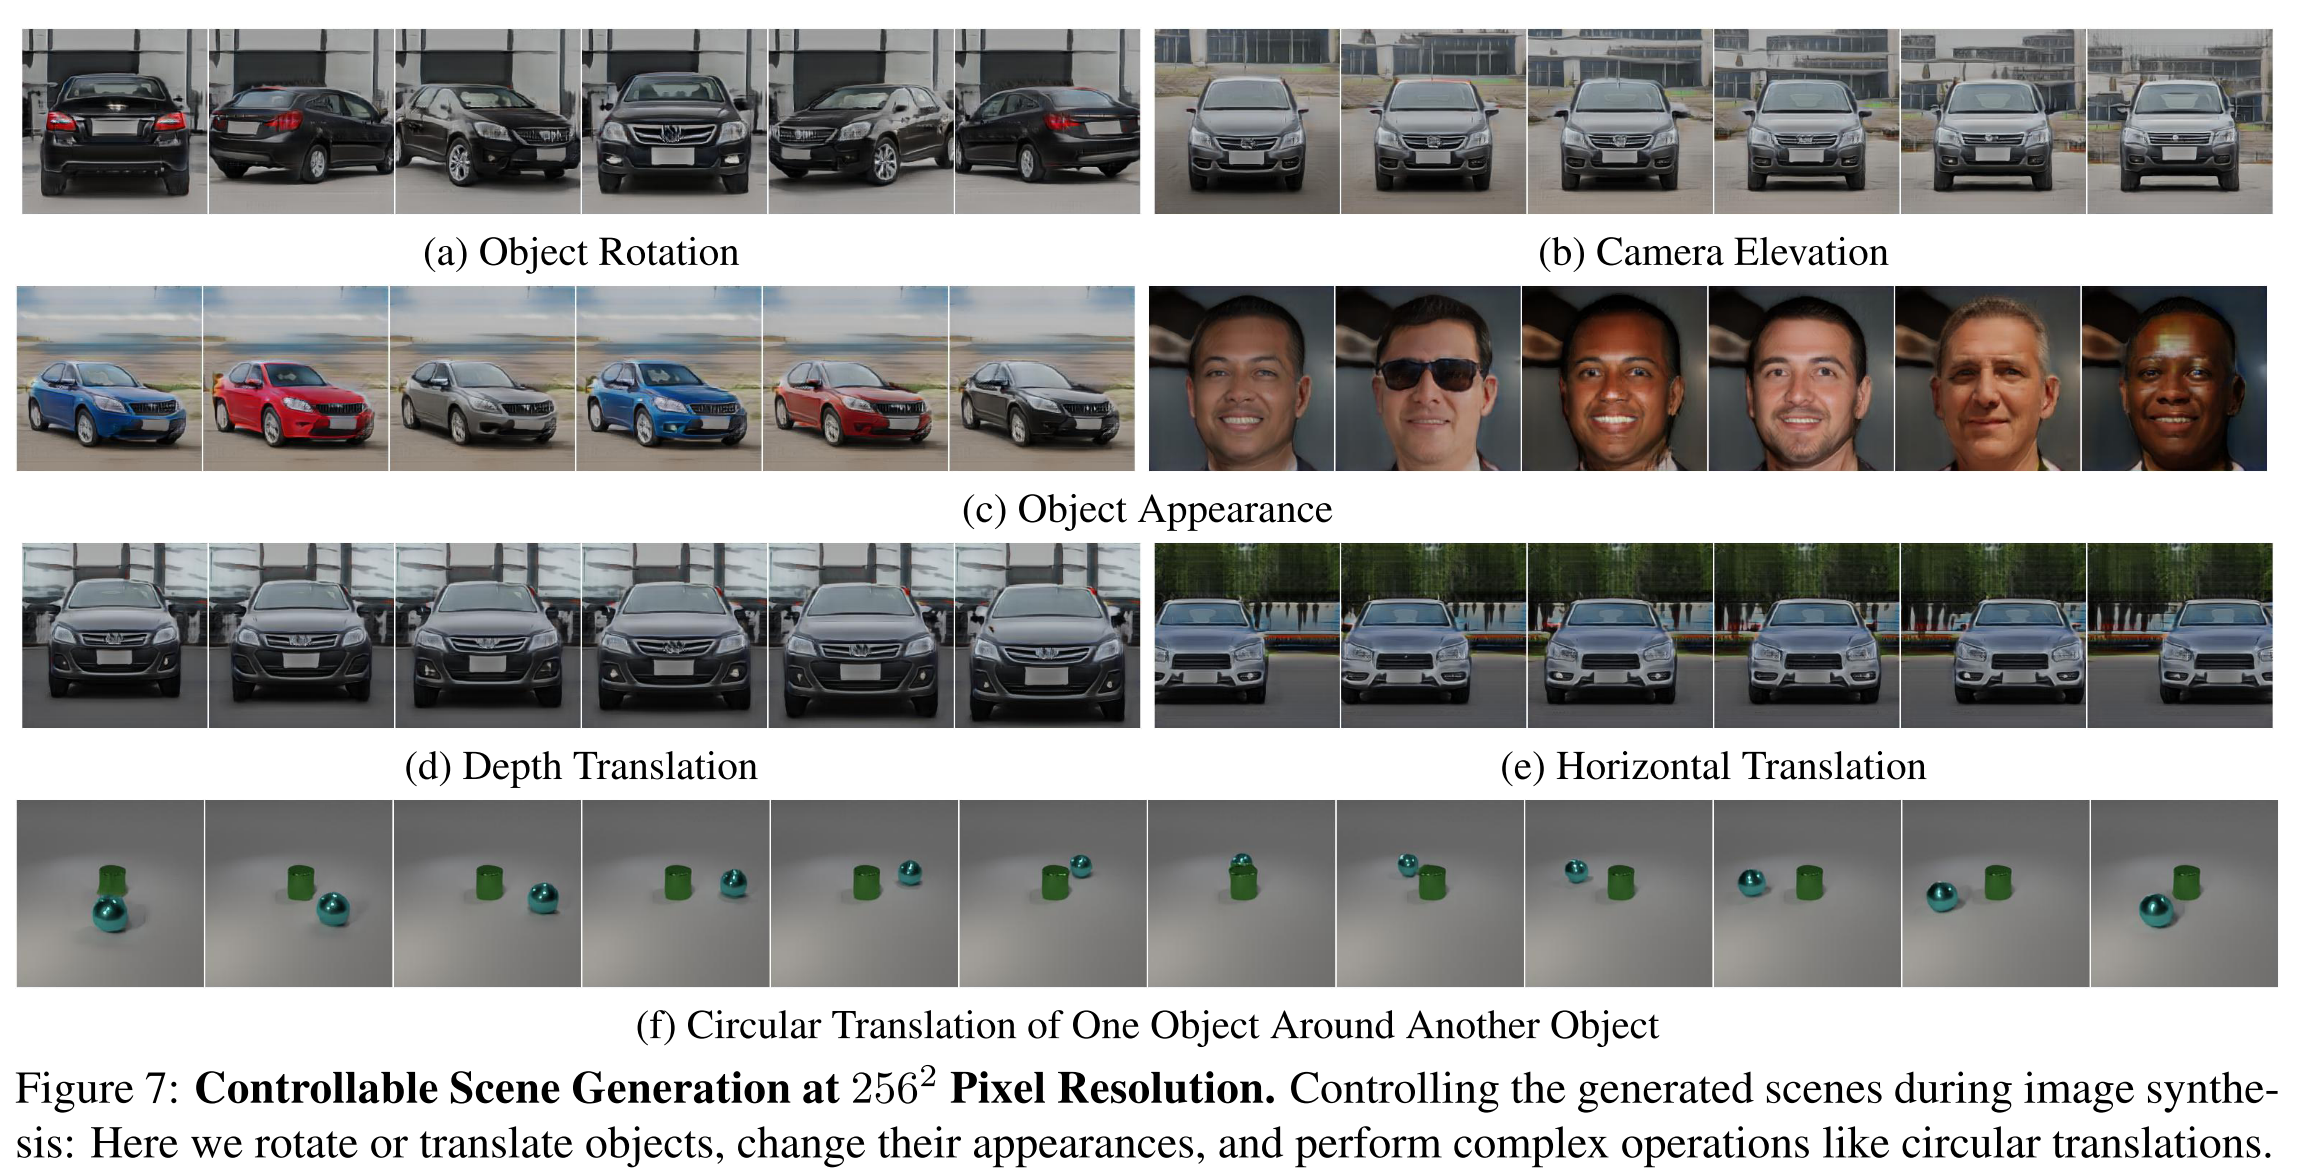 (a) Object Rotation
(b) Camera Elevation
(c) Object Appearance
(d) Depth Translation
(e) Horizontal Translation
(f) Circular Translation of One Object Around Another Object
Figure 7: Controllable Scene Generation at 256² Pixel Resolution. Controlling the generated scenes during image synthe-
sis: Here we rotate or translate objects, change their appearances, and perform complex operations like circular translations.